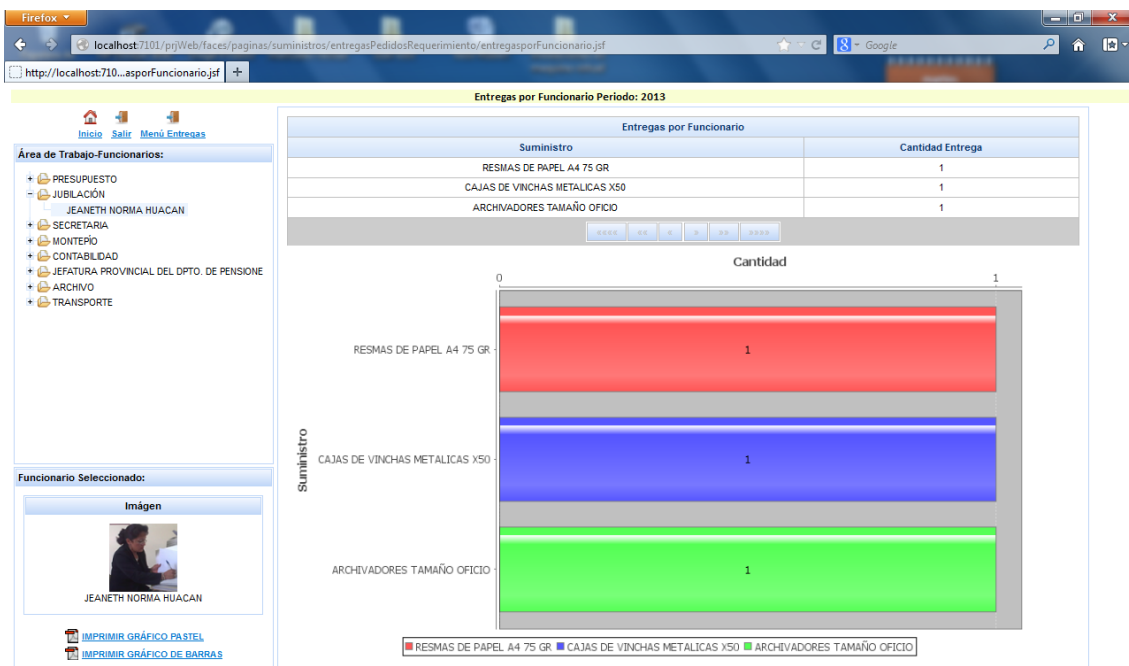 Firefox
localhost:7101/prjWeb/faces/paginas/suministros/entregasPedidosRequerimiento/entregasporFuncionario.jsf
Google
http://localhost:710...asporFuncionario.jsf
Entregas por Funcionario Periodo: 2013
Inicio Salir Menú Entregas
Área de Trabajo-Funcionarios:
PRESUPUESTO
JUBILACIÓN
JEANETH NORMA HUACAN
SECRETARIA
MONTEPÍO
CONTABILIDAD
JEFATURA PROVINCIAL DEL DPTO. DE PENSIONE
ARCHIVO
TRANSPORTE
Funcionario Seleccionado:
Imágen
JEANETH NORMA HUACAN
IMPRIMIR GRÁFICO PASTEL
IMPRIMIR GRÁFICO DE BARRAS
Entregas por Funcionario
Suministro Cantidad Entrega
RESMAS DE PAPEL A4 75 GR 1
CAJAS DE VINCHAS METALICAS X50 1
ARCHIVADORES TAMAÑO OFICIO 1
«««« «« « » »» »»»»
Cantidad
0 1
Suministro
RESMAS DE PAPEL A4 75 GR 1
CAJAS DE VINCHAS METALICAS X50 1
ARCHIVADORES TAMAÑO OFICIO 1
RESMAS DE PAPEL A4 75 GR CAJAS DE VINCHAS METALICAS X50 ARCHIVADORES TAMAÑO OFICIO